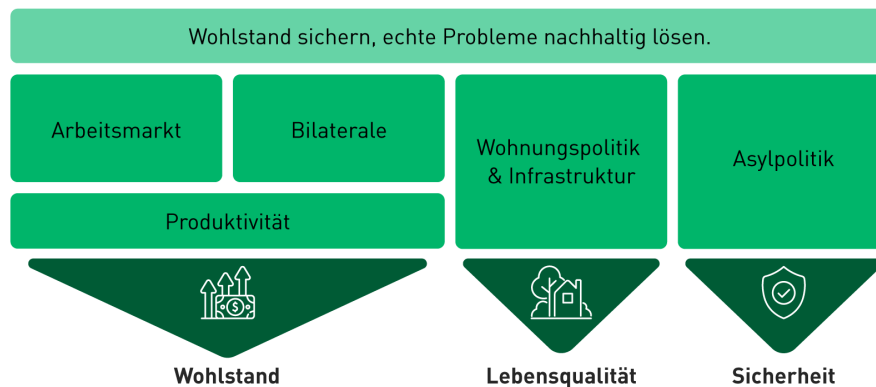 Wohlstand sichern, echte Probleme nachhaltig lösen.
Arbeitsmarkt
Bilaterale
Produktivität
Wohnungspolitik
& Infrastruktur
Asylpolitik
$
Wohlstand
Lebensqualität
Sicherheit